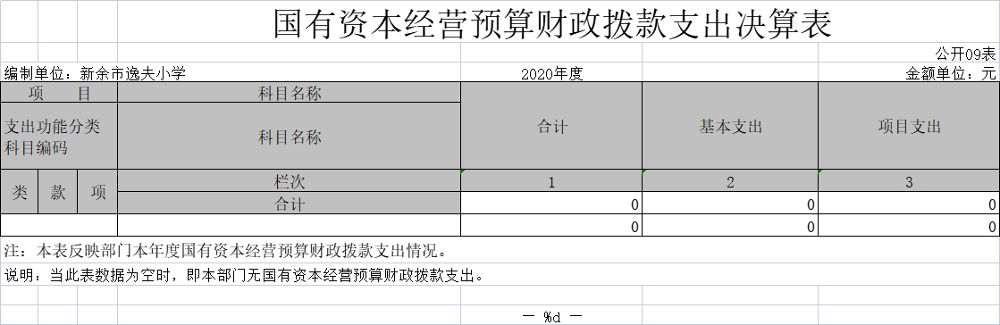 国有资本经营预算财政拨款支出决算表
公开09表
编制单位：新余市逸夫小学 2020年度 金额单位：元
项 目 科目名称
支出功能分类
科目编码
科目名称 合计 基本支出 项目支出
类 款 项 栏次 1 2 3
合计 0 0 0
0 0 0
注：本表反映部门本年度国有资本经营预算财政拨款支出情况。
说明：当此表数据为空时，即本部门无国有资本经营预算财政拨款支出。
— %d —